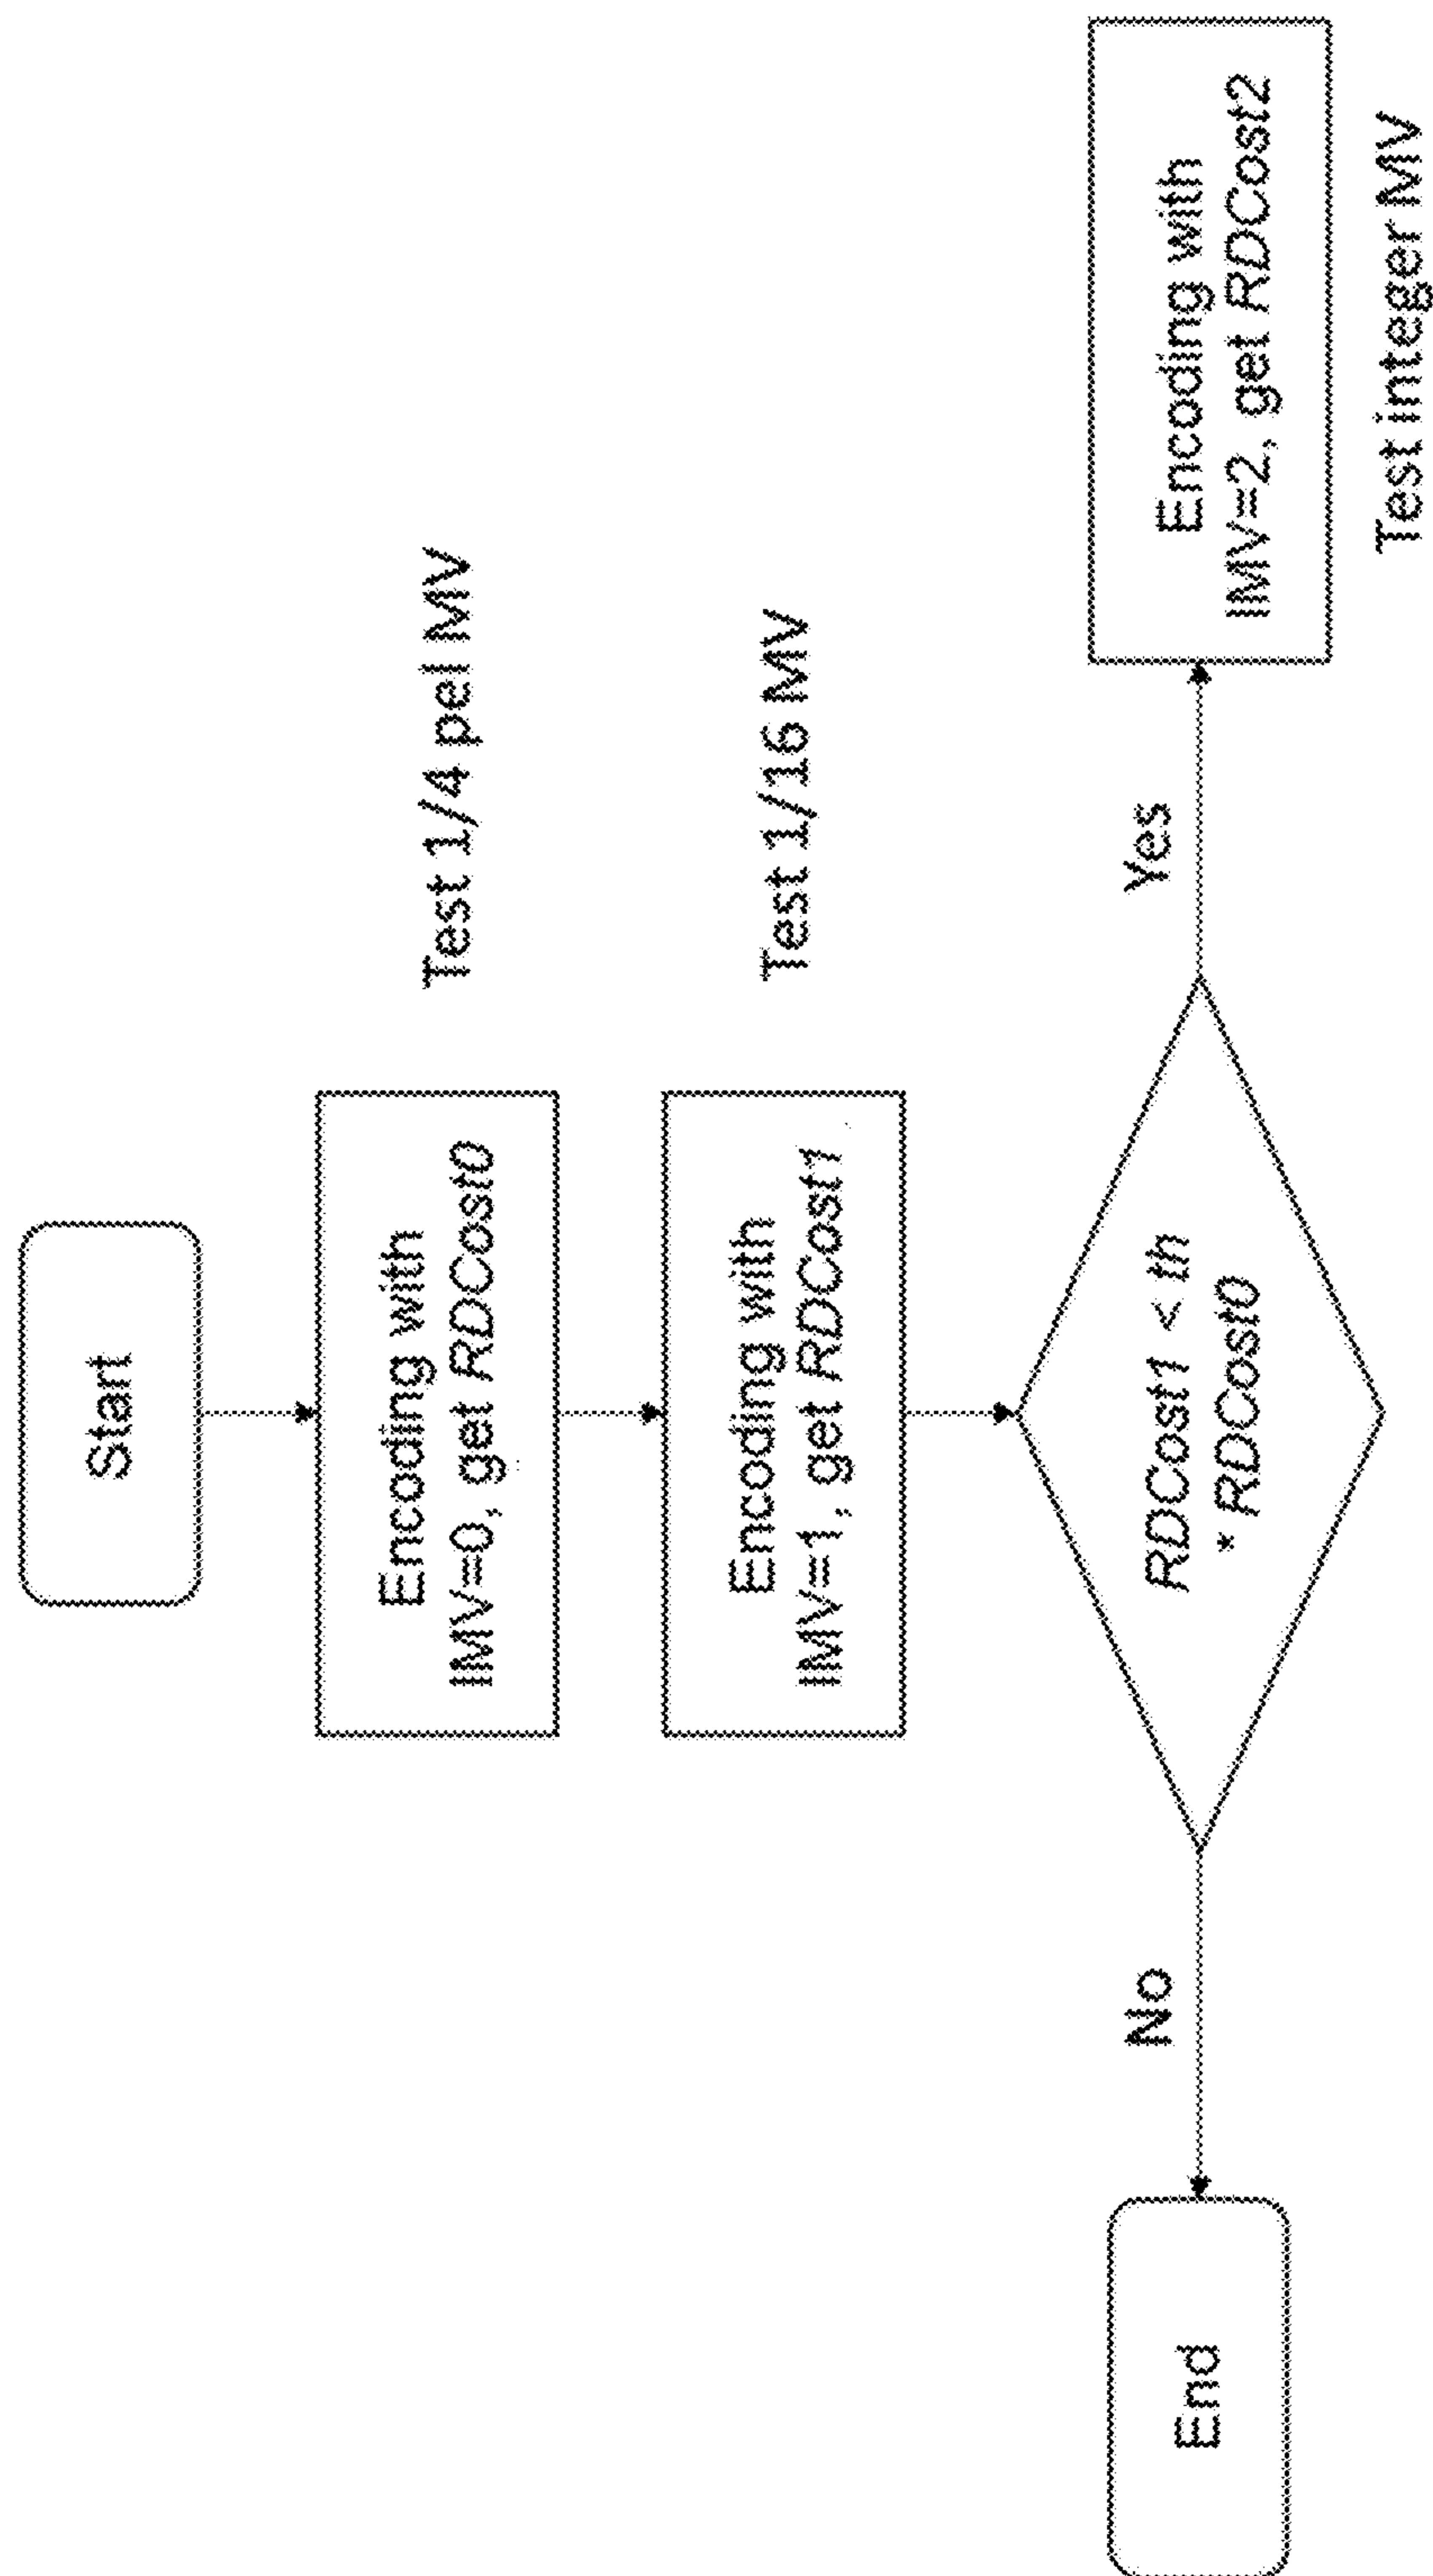 Start
Encoding with
IMV=0, get RDCost0
Test 1/4 pel MV
Encoding with
IMV=1, get RDCost1
Test 1/16 MV
RDCost1 < th
* RDCost0
No
Yes
End
Encoding with
IMV=2, get RDCost2
Test integer MV